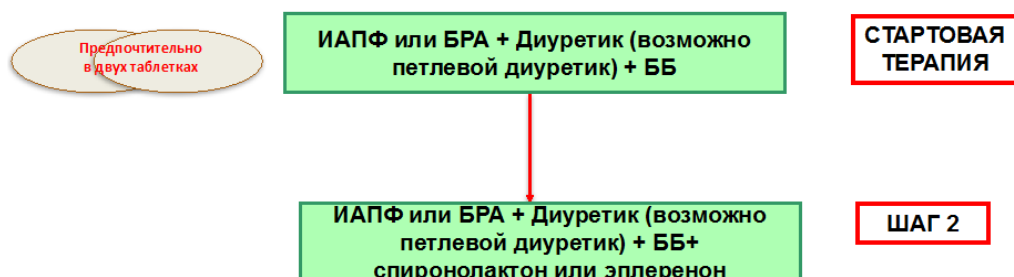 Предпочтительно
в двух таблетках
ИАПФ или БРА + Диуретик (возможно
петлевой диуретик) + ББ
СТАРТОВАЯ
ТЕРАПИЯ
ИАПФ или БРА + Диуретик (возможно
петлевой диуретик) + ББ+
спиронолактон или эплеренон
ШАГ 2